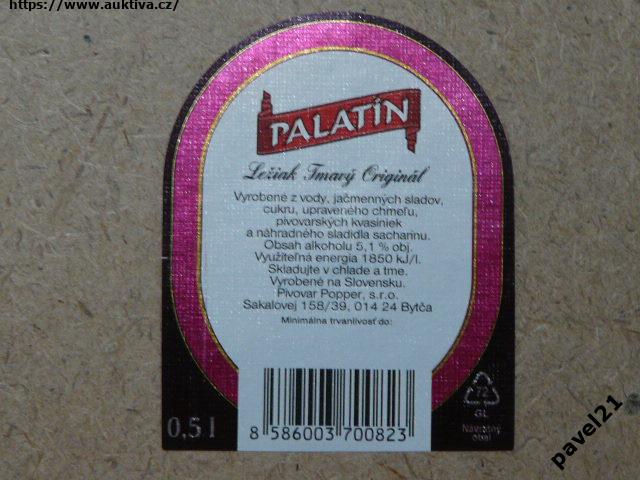 https://www.auktiva.cz/
PALATÍN
Ležiak Tmavý Originál
Vyrobené z vody, jačmenných sladov,
cukru, upraveného chmeľu,
pivovarských kvasiniek
a náhradného sladidla sacharínu.
Obsah alkoholu 5,1 % obj.
Využiteľná energia 1850 kJ/l.
Skladujte v chlade a tme.
Vyrobené na Slovensku.
Pivovar Popper, s.r.o.
Sakalovej 158/39, 014 24 Bytča
Minimálna trvanlivosť do:
72
GL
Návratný
obal
0,5 l
8 586003 700823
pavel21